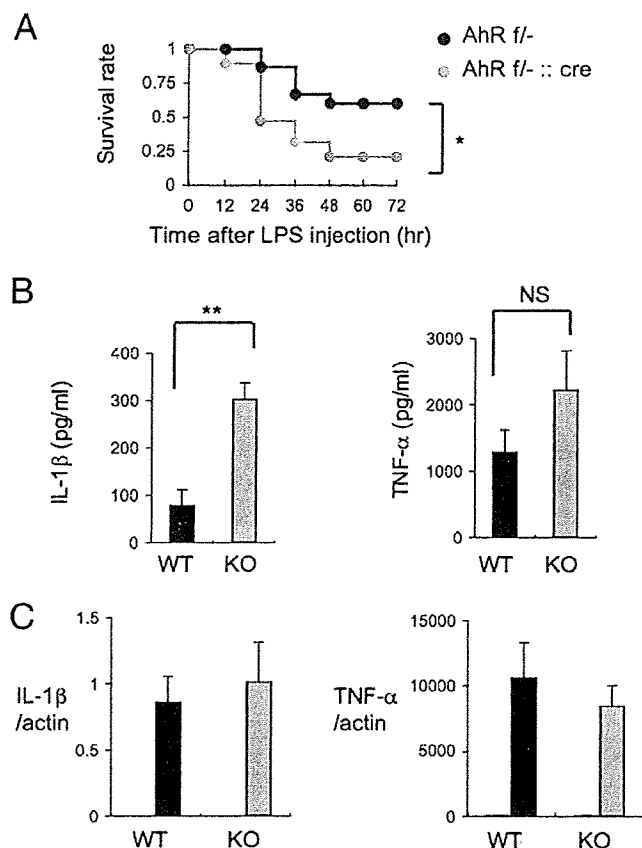 A
AhR f/-
AhR f/- :: cre
Survival rate
1
0.75
0.5
0.25
0 12 24 36 48 60 72
*
Time after LPS injection (hr)
B
**
IL-1β (pg/ml)
400
300
200
100
0
WT KO
NS
TNF-α (pg/ml)
3000
2000
1000
0
WT KO
C
IL-1β
/actin
1.5
1
0.5
0
WT KO
TNF-α
/actin
15000
10000
5000
0
WT KO